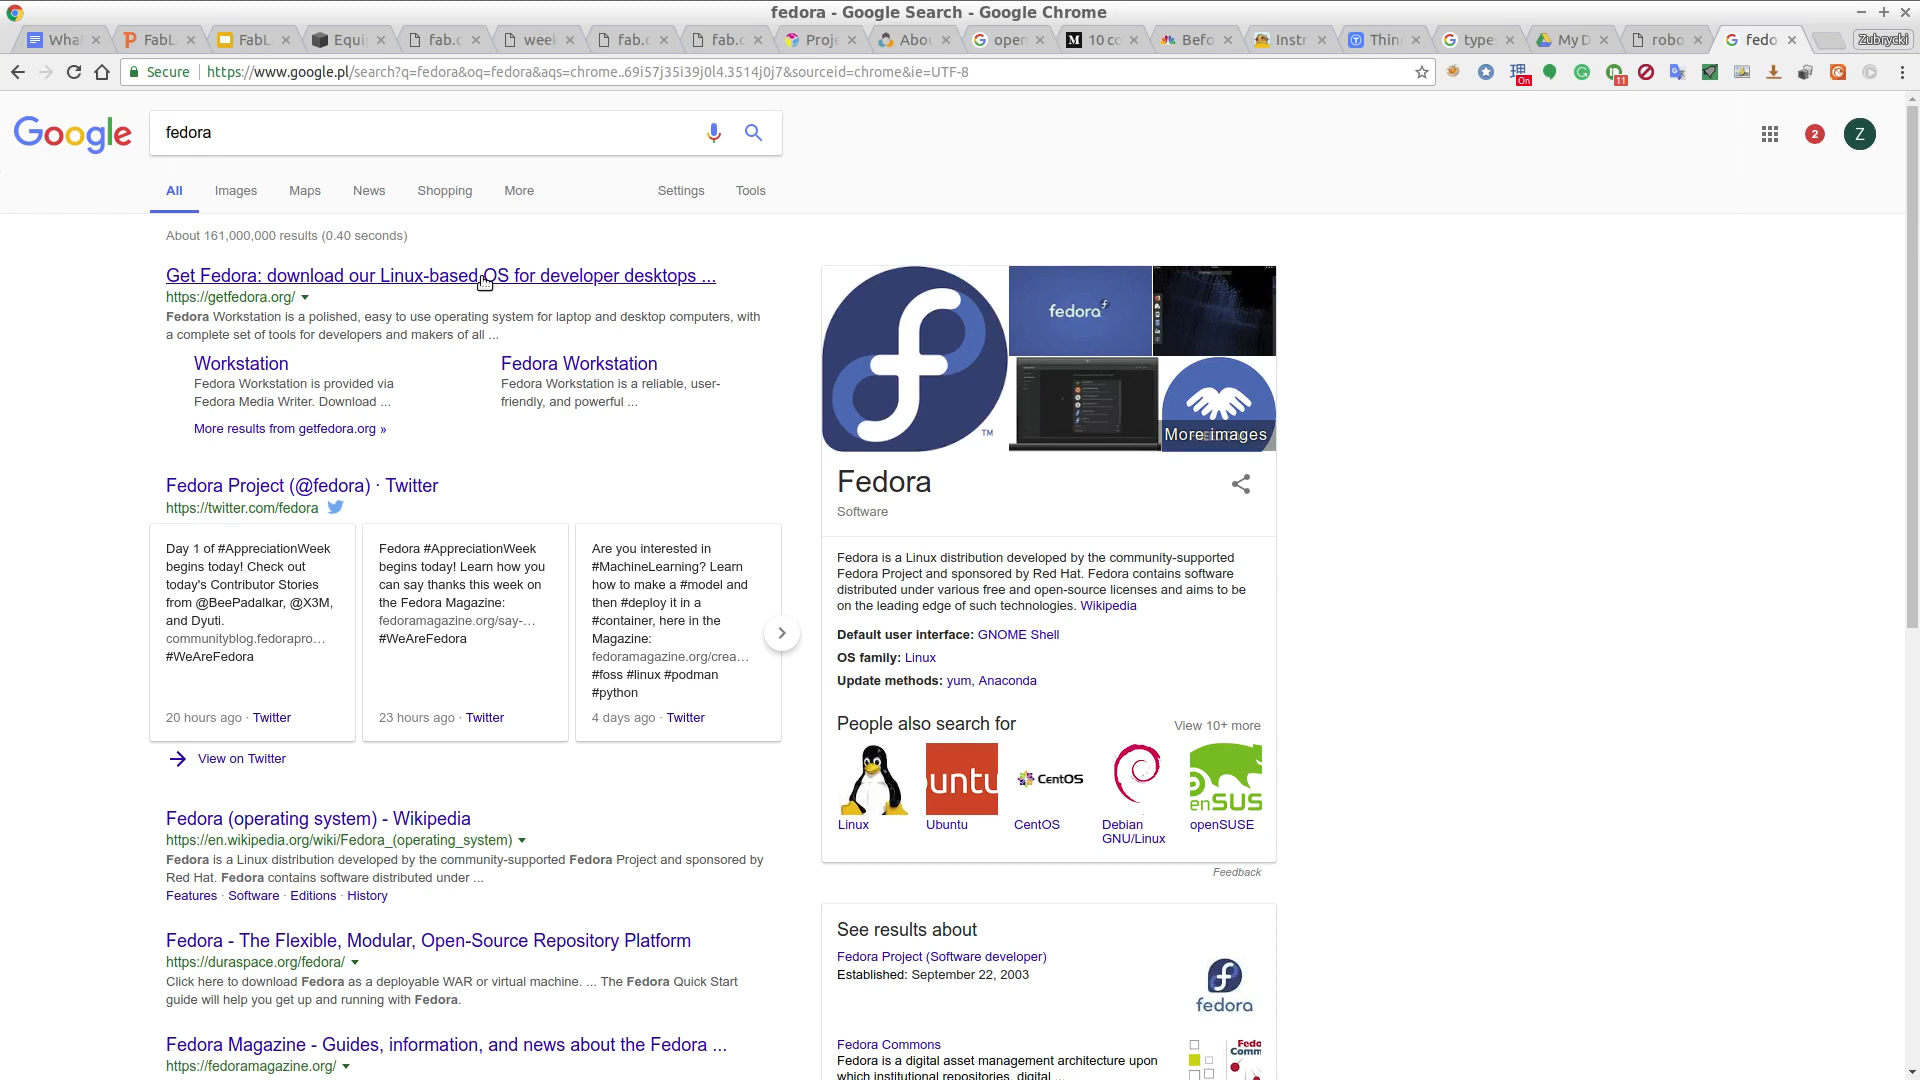 fedora - Google Search - Google Chrome
Wha FabL FabL Equi fab.c weel fab.c fab.c Proje Abou oper 10 co Befo Instr Thin type My D robo fedo Zubrycki
Secure https://www.google.pl/search?q=fedora&oq=fedora&aqs=chrome..69i57j35i39j0l4.3514j0j7&sourceid=chrome&ie=UTF-8
On 11
Google fedora 2 Z
All Images Maps News Shopping More Settings Tools
About 161,000,000 results (0.40 seconds)
Get Fedora: download our Linux-based OS for developer desktops ...
https://getfedora.org/
Fedora Workstation is a polished, easy to use operating system for laptop and desktop computers, with
a complete set of tools for developers and makers of all ...
Workstation
Fedora Workstation is provided via
Fedora Media Writer. Download ...
Fedora Workstation
Fedora Workstation is a reliable, user-
friendly, and powerful ...
More results from getfedora.org »
Fedora Project (@fedora) · Twitter
https://twitter.com/fedora
Day 1 of #AppreciationWeek
begins today! Check out
today's Contributor Stories
from @BeePadalkar, @X3M,
and Dyuti.
communityblog.fedorapro...
#WeAreFedora
20 hours ago · Twitter
Fedora #AppreciationWeek
begins today! Learn how you
can say thanks this week on
the Fedora Magazine:
fedoramagazine.org/say-...
#WeAreFedora
23 hours ago · Twitter
Are you interested in
#MachineLearning? Learn
how to make a #model and
then #deploy it in a
#container, here in the
Magazine:
fedoramagazine.org/crea...
#foss #linux #podman
#python
4 days ago · Twitter
View on Twitter
Fedora (operating system) - Wikipedia
https://en.wikipedia.org/wiki/Fedora_(operating_system)
Fedora is a Linux distribution developed by the community-supported Fedora Project and sponsored by
Red Hat. Fedora contains software distributed under ...
Features · Software · Editions · History
Fedora - The Flexible, Modular, Open-Source Repository Platform
https://duraspace.org/fedora/
Click here to download Fedora as a deployable WAR or virtual machine. ... The Fedora Quick Start
guide will help you get up and running with Fedora.
Fedora Magazine - Guides, information, and news about the Fedora ...
https://fedoramagazine.org/
TM
fedora
More images
Fedora
Software
Fedora is a Linux distribution developed by the community-supported
Fedora Project and sponsored by Red Hat. Fedora contains software
distributed under various free and open-source licenses and aims to be
on the leading edge of such technologies. Wikipedia
Default user interface: GNOME Shell
OS family: Linux
Update methods: yum, Anaconda
People also search for View 10+ more
untu CentOS enSUS
Linux Ubuntu CentOS Debian GNU/Linux openSUSE
Feedback
See results about
Fedora Project (Software developer)
Established: September 22, 2003
fedora
Fedora Commons
Fedora is a digital asset management architecture upon
which institutional repositories, digital ...
Fedo
Comm